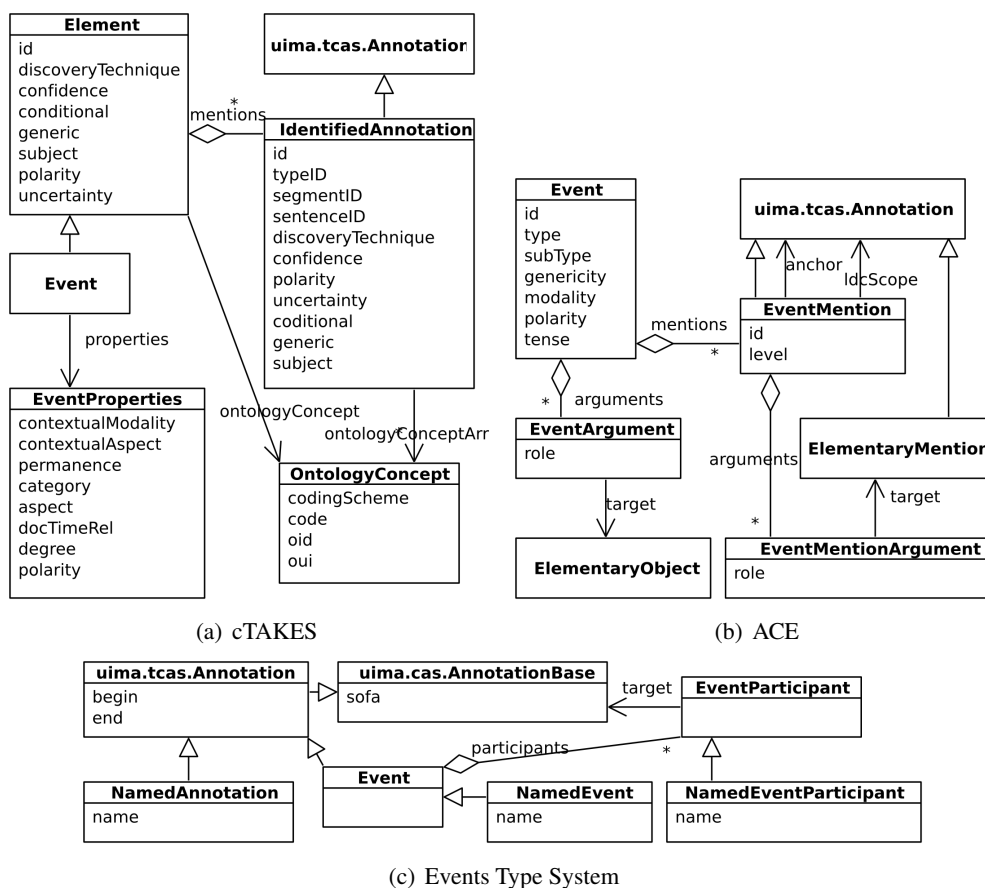 Element
id
discoveryTechnique
confidence
conditional
generic
subject
polarity
uncertainty
uima.tcas.Annotation
*
mentions
IdentifiedAnnotation
id
typeID
segmentID
sentenceID
discoveryTechnique
confidence
polarity
uncertainty
coditional
generic
subject
Event
properties
EventProperties
contextualModality
contextualAspect
permanence
category
aspect
docTimeRel
degree
polarity
ontologyConcept
*
ontologyConceptArr
OntologyConcept
codingScheme
code
oid
oui
(a) cTAKES
Event
id
type
subType
genericity
modality
polarity
tense
uima.tcas.Annotation
anchor
ldcScope
mentions
*
EventMention
id
level
*
arguments
EventArgument
role
target
ElementaryObject
arguments
*
ElementaryMention
target
EventMentionArgument
role
(b) ACE
uima.tcas.Annotation
begin
end
uima.cas.AnnotationBase
sofa
target
EventParticipant
participants
*
NamedAnnotation
name
Event
NamedEvent
name
NamedEventParticipant
name
(c) Events Type System